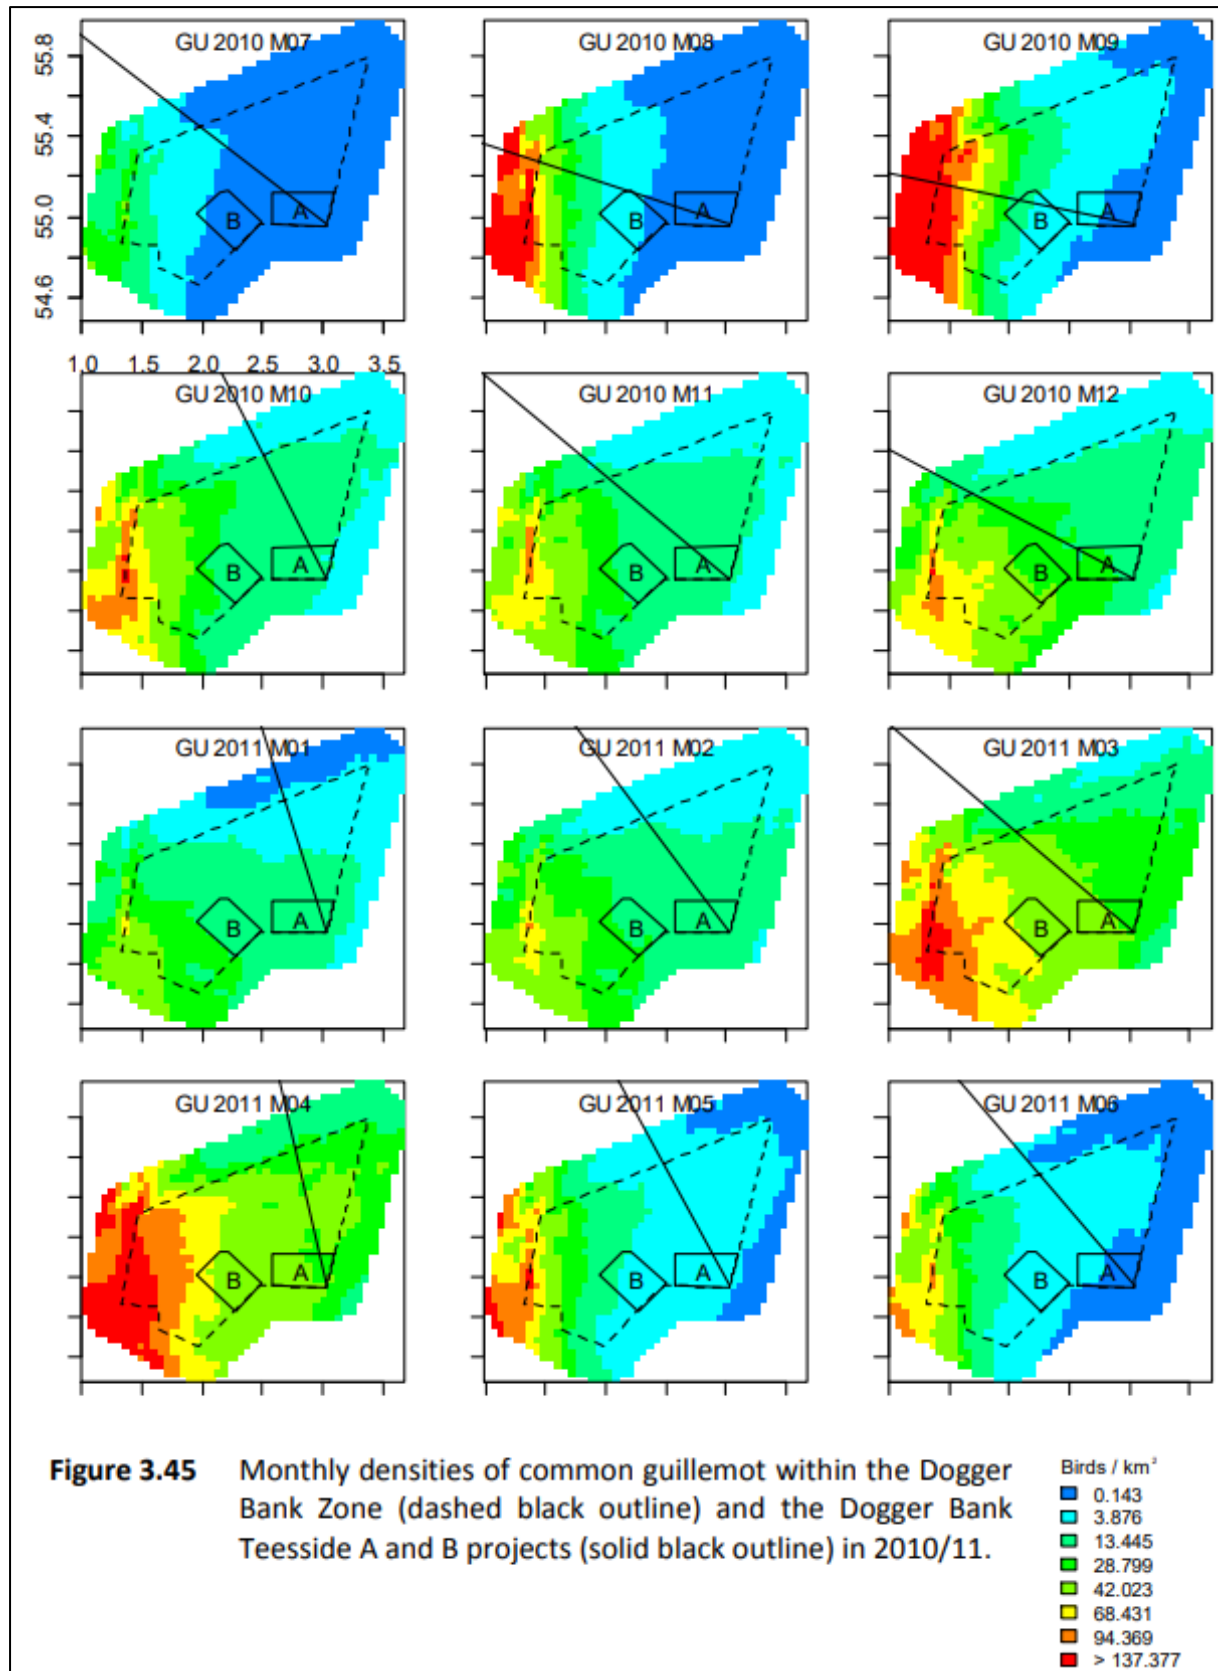 GU 2010 M07 GU 2010 M08 GU 2010 M09
55.8
55.4
55.0
54.6
B A B A B A
1.0 1.5 2.0 2.5 3.0 3.5
GU 2010 M10 GU 2010 M11 GU 2010 M12
B A B A B A
GU 2011 M01 GU 2011 M02 GU 2011 M03
B A B A B A
GU 2011 M04 GU 2011 M05 GU 2011 M06
B A B A B A
Figure 3.45 Monthly densities of common guillemot within the Dogger
Bank Zone (dashed black outline) and the Dogger Bank
Teesside A and B projects (solid black outline) in 2010/11.
Birds / km²
0.143
3.876
13.445
28.799
42.023
68.431
94.369
> 137.377